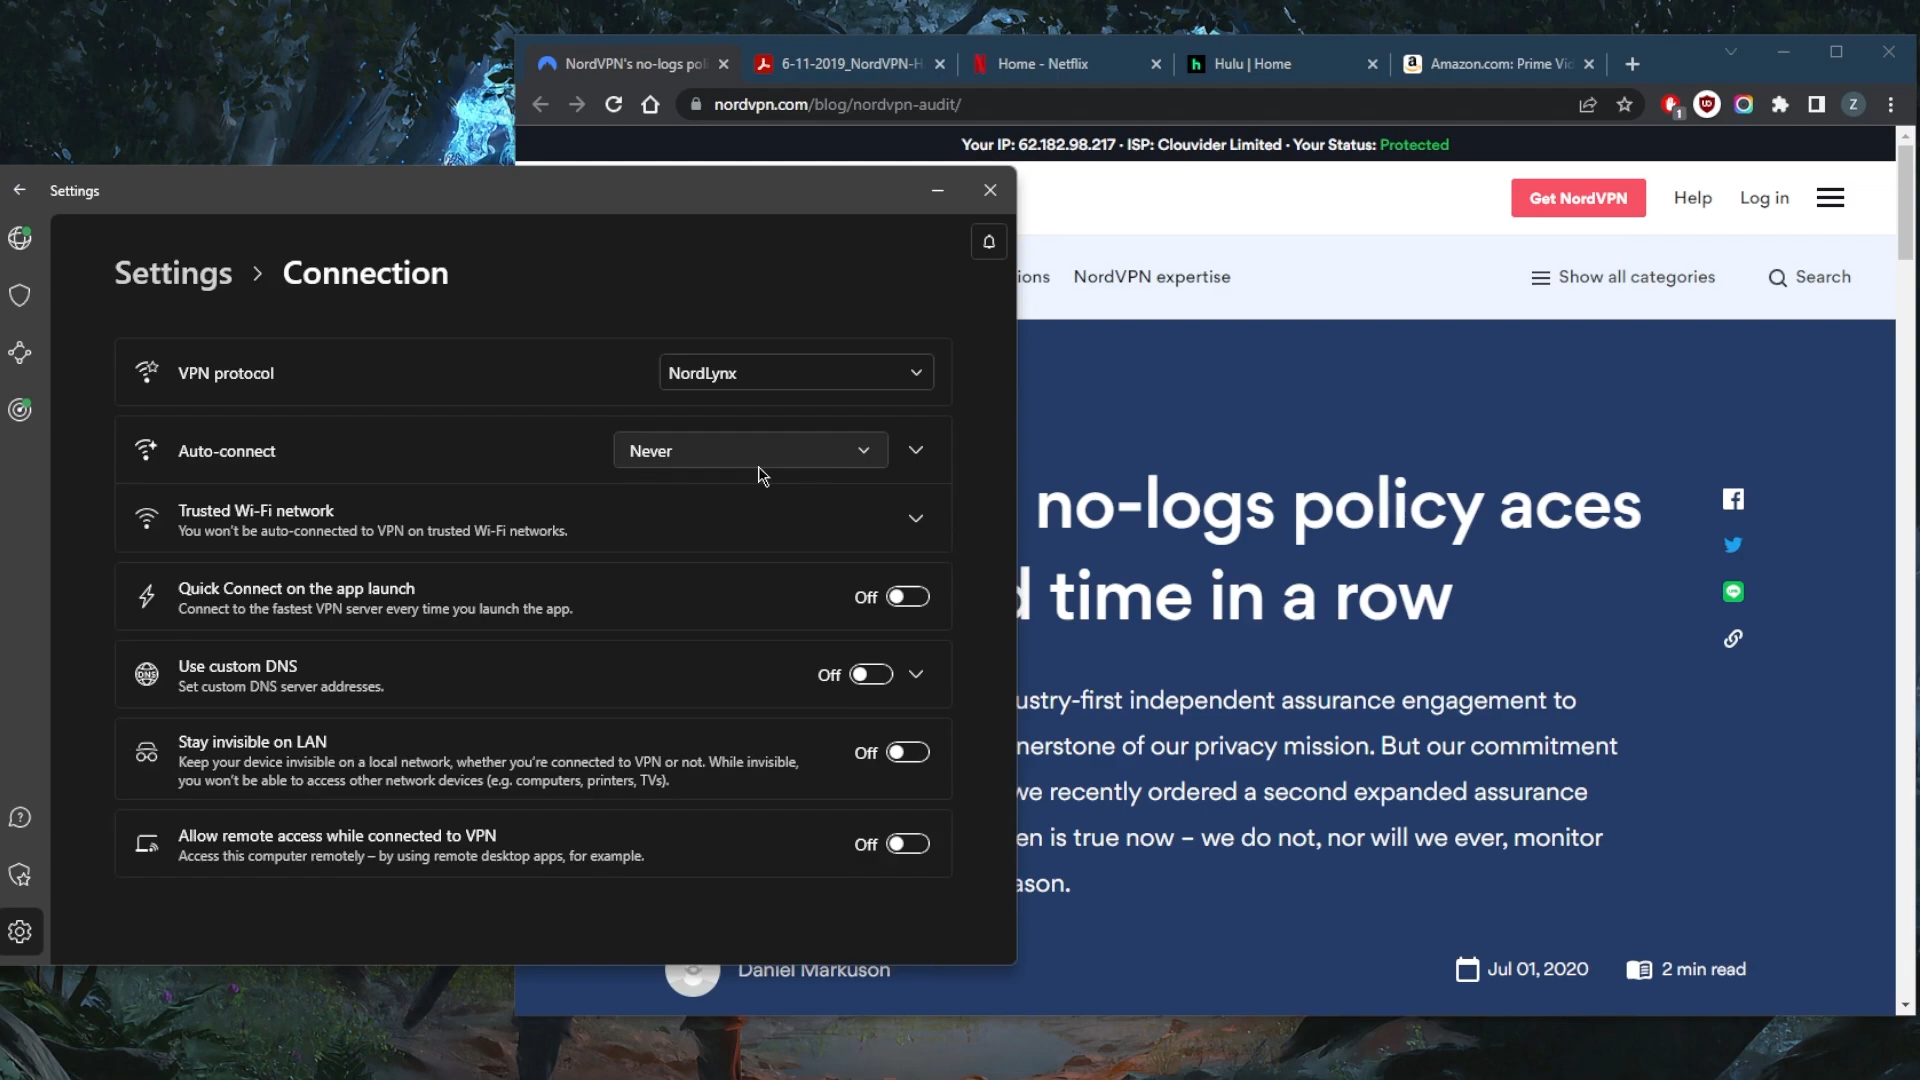 NordVPN's no-logs poli
6-11-2019_NordVPN-H
Home - Netflix
Hulu | Home
Amazon.com: Prime Vid
nordvpn.com/blog/nordvpn-audit/
1
Z
Your IP: 62.182.98.217 · ISP: Clouvider Limited · Your Status: Protected
Get NordVPN
Help
Log in
ions
NordVPN expertise
Show all categories
Search
no-logs policy aces
d time in a row
ustry-first independent assurance engagement to
nerstone of our privacy mission. But our commitment
we recently ordered a second expanded assurance
en is true now – we do not, nor will we ever, monitor
ason.
Daniel Markuson
Jul 01, 2020
2 min read
Settings
Settings > Connection
VPN protocol
NordLynx
Auto-connect
Never
Trusted Wi-Fi network
You won't be auto-connected to VPN on trusted Wi-Fi networks.
Quick Connect on the app launch
Connect to the fastest VPN server every time you launch the app.
Off
DNS
Use custom DNS
Set custom DNS server addresses.
Off
Stay invisible on LAN
Keep your device invisible on a local network, whether you're connected to VPN or not. While invisible,
you won't be able to access other network devices (e.g. computers, printers, TVs).
Off
Allow remote access while connected to VPN
Access this computer remotely – by using remote desktop apps, for example.
Off